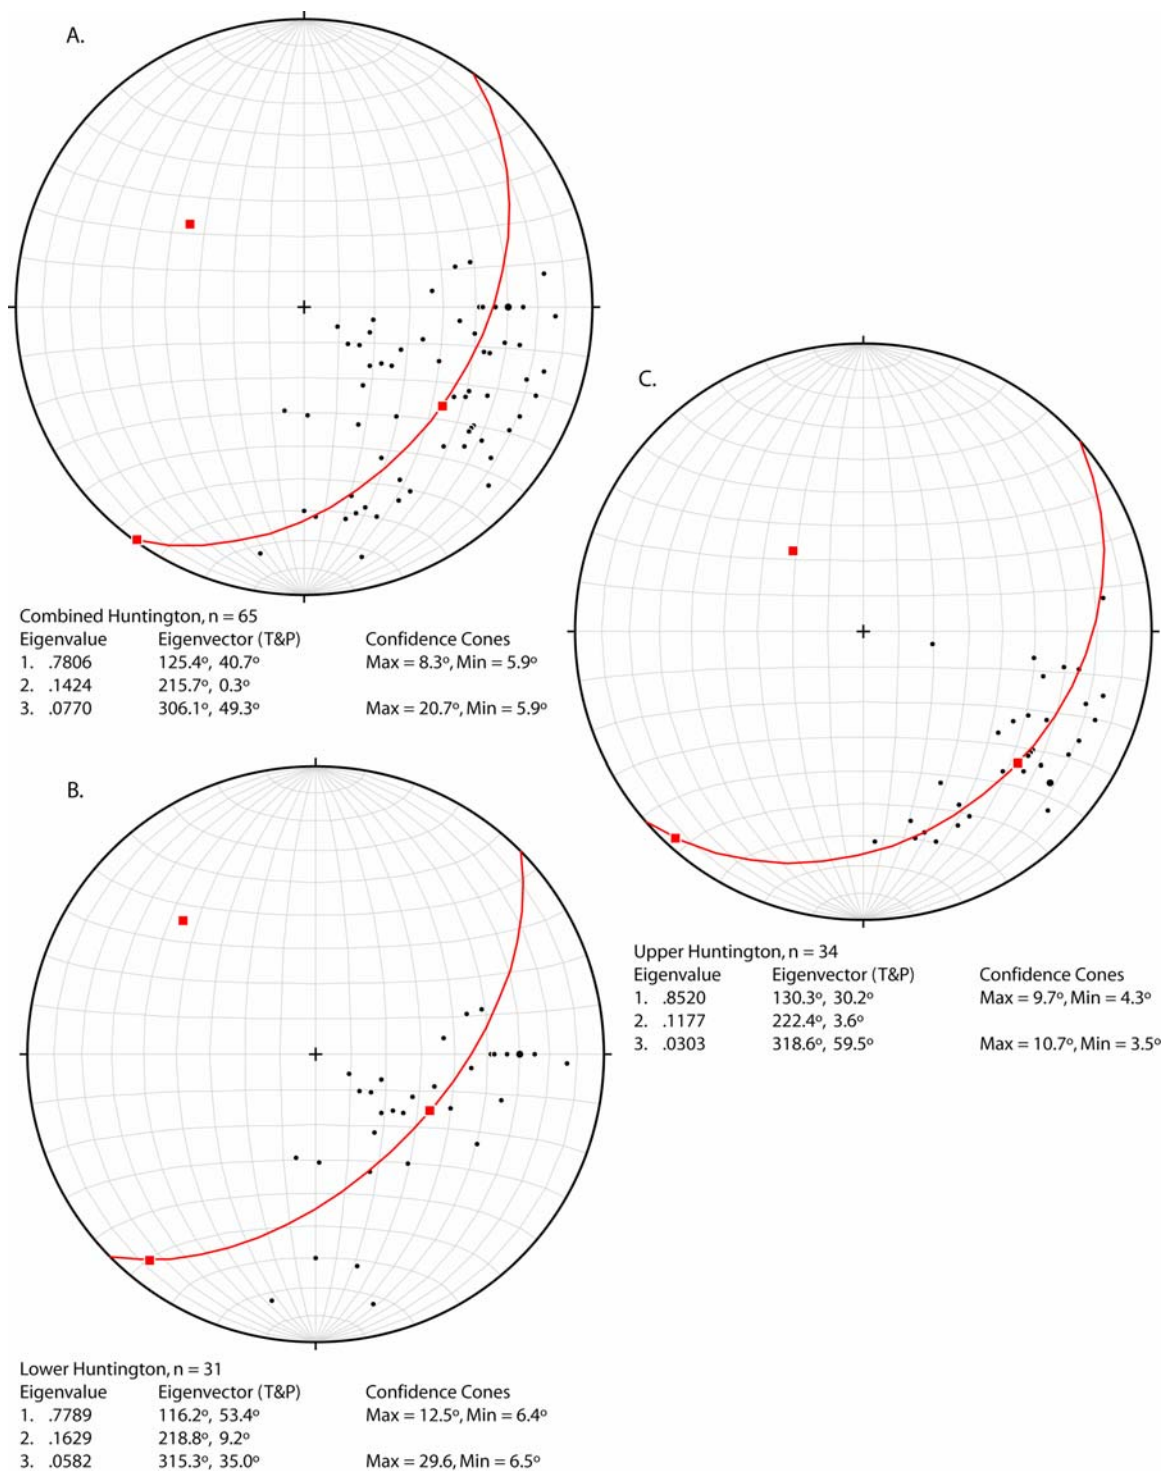 A.
Combined Huntington, n = 65
Eigenvalue Eigenvector (T&P) Confidence Cones
1. .7806 125.4º, 40.7º Max = 8.3º, Min = 5.9º
2. .1424 215.7º, 0.3º
3. .0770 306.1º, 49.3º Max = 20.7º, Min = 5.9º
B.
Lower Huntington, n = 31
Eigenvalue Eigenvector (T&P) Confidence Cones
1. .7789 116.2º, 53.4º Max = 12.5º, Min = 6.4º
2. .1629 218.8º, 9.2º
3. .0582 315.3º, 35.0º Max = 29.6, Min = 6.5º
C.
Upper Huntington, n = 34
Eigenvalue Eigenvector (T&P) Confidence Cones
1. .8520 130.3º, 30.2º Max = 9.7º, Min = 4.3º
2. .1177 222.4º, 3.6º
3. .0303 318.6º, 59.5º Max = 10.7º, Min = 3.5º